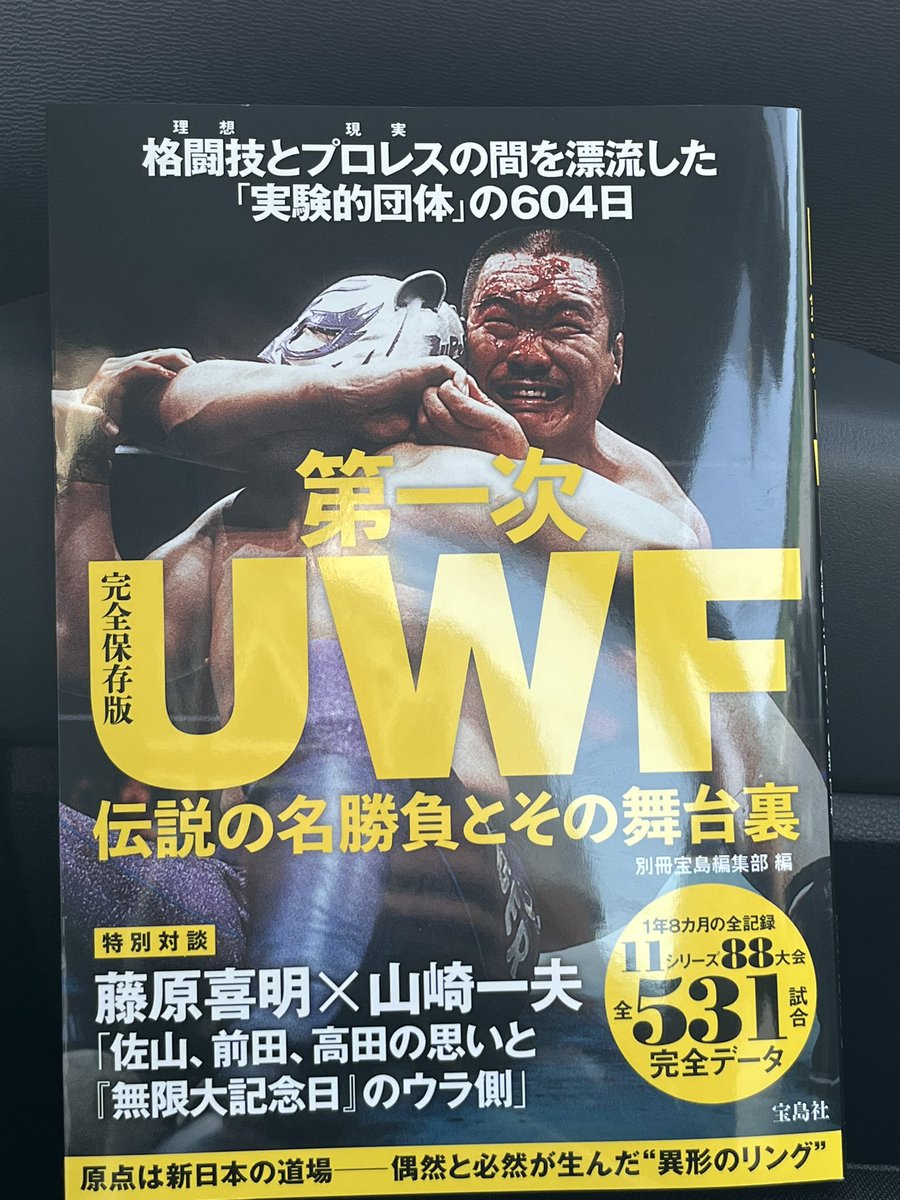 理想 現実
格闘技とプロレスの間を漂流した
「実験的団体」の604日
第一次
UWF
完全保存版
伝説の名勝負とその舞台裏
別冊宝島編集部 編
特別対談
藤原喜明×山崎一夫
「佐山、前田、高田の思いと
『無限大記念日』のウラ側」
1年8カ月の全記録
11シリーズ88大会
全531試合
完全データ
宝島社
原点は新日本の道場――偶然と必然が生んだ“異形のリング”